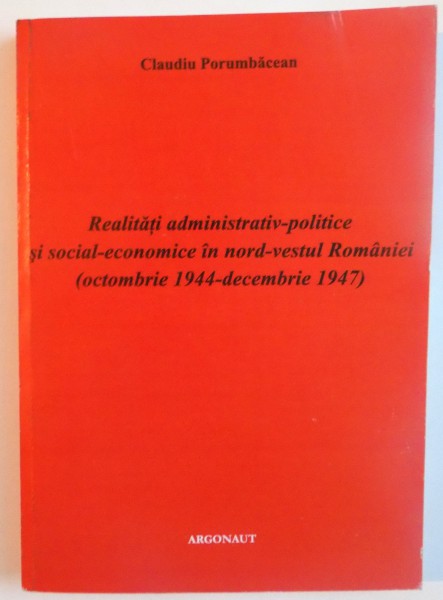 Claudiu Porumbăcean
Realități administrativ-politice
și social-economice în nord-vestul României
(octombrie 1944-decembrie 1947)
ARGONAUT